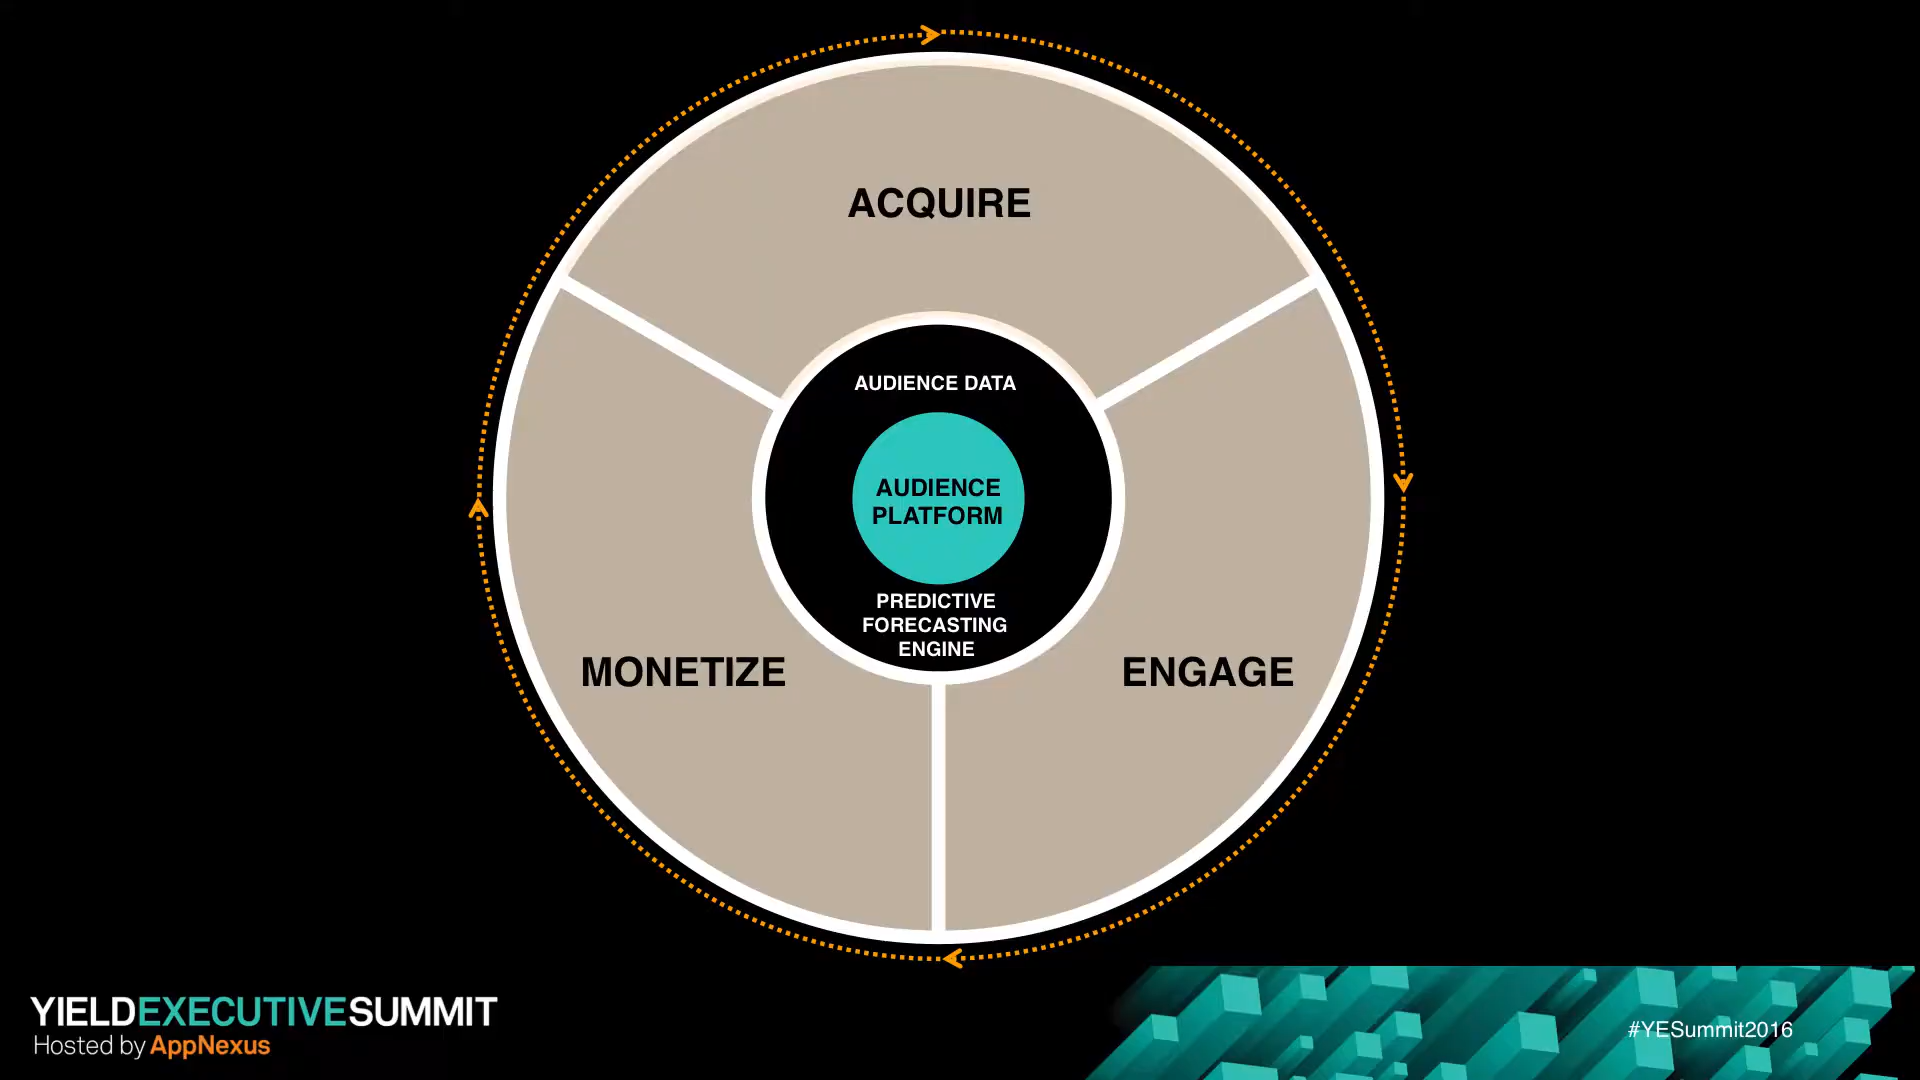 ACQUIRE
AUDIENCE DATA
AUDIENCE
PLATFORM
PREDICTIVE
FORECASTING
ENGINE
MONETIZE
ENGAGE
YIELDEXECUTIVESUMMIT
Hosted by AppNexus
#YESummit2016